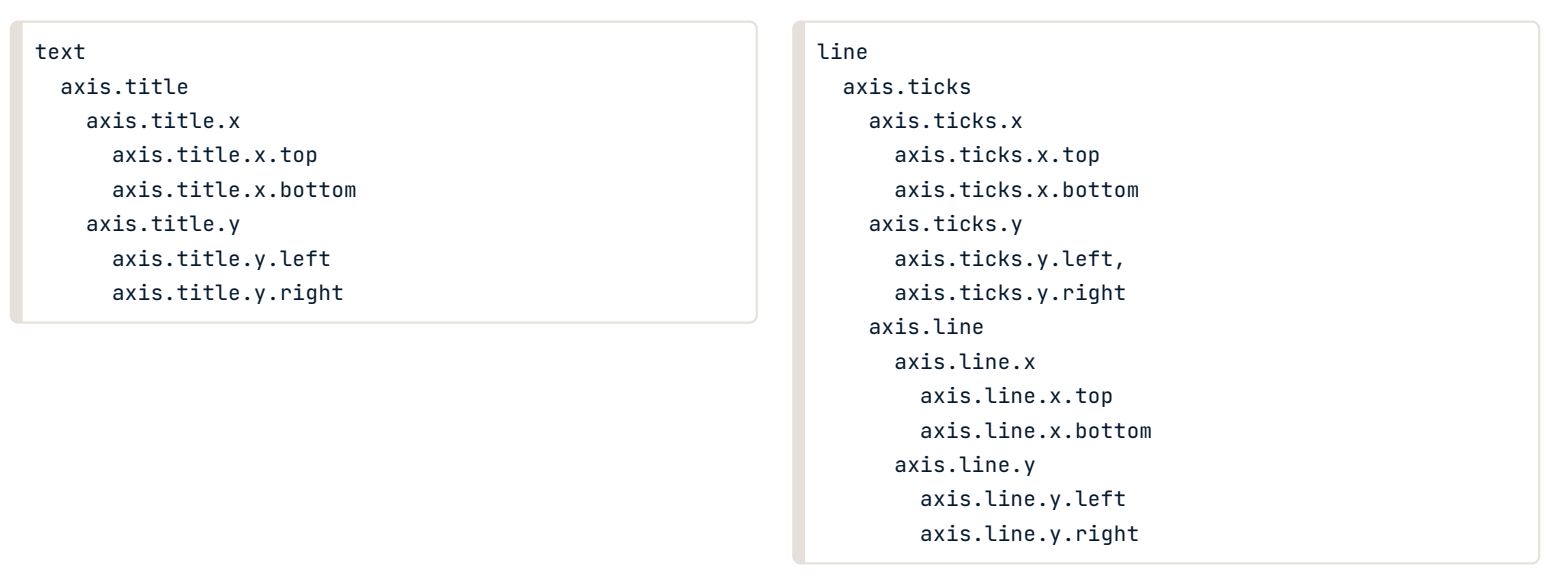 text
  axis.title
    axis.title.x
      axis.title.x.top
      axis.title.x.bottom
    axis.title.y
      axis.title.y.left
      axis.title.y.right
line
  axis.ticks
    axis.ticks.x
      axis.ticks.x.top
      axis.ticks.x.bottom
    axis.ticks.y
      axis.ticks.y.left,
      axis.ticks.y.right
    axis.line
      axis.line.x
        axis.line.x.top
        axis.line.x.bottom
      axis.line.y
        axis.line.y.left
        axis.line.y.right